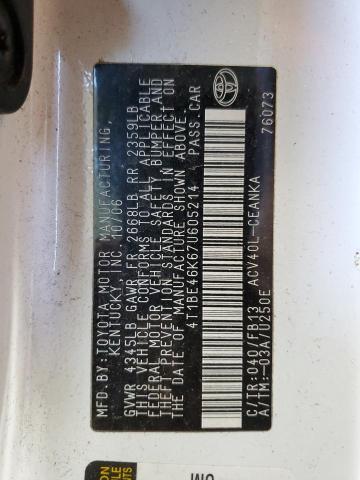 MFD.BY:TOYOTA MOTOR MANUFACTURING,
KENTUCKY, INC. 10/06
GVWR 4345LB GAWR FR 2668LB RR 2359LB
THIS VEHICLE CONFORMS TO ALL APPLICABLE
FEDERAL MOTOR VEHICLE SAFETY, BUMPER, AND
THEFT PREVENTION STANDARDS IN EFFECT ON
THE DATE OF MANUFACTURE SHOWN ABOVE.
4T1BE46K67U605214 PASS.CAR
C/TR:040/FB13 ACV40L-CEANKA
A/TM:-03A/U250E 76073